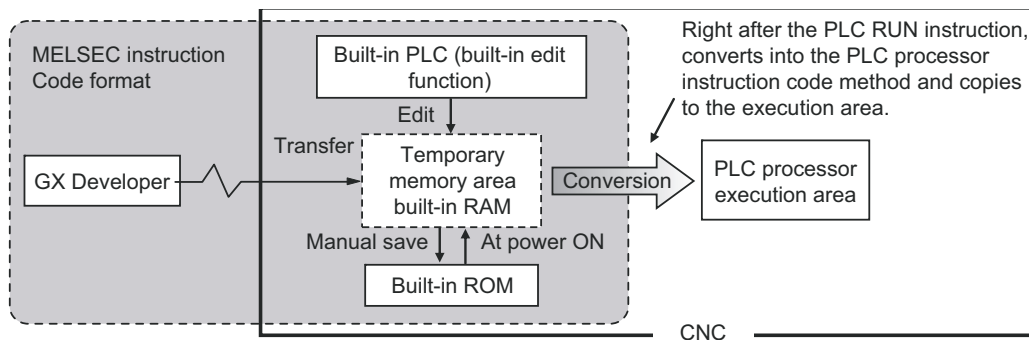 MELSEC instruction
Code format
Built-in PLC (built-in edit
function)
Right after the PLC RUN instruction,
converts into the PLC processor
instruction code method and copies
to the execution area.
Edit
Transfer
GX Developer
Temporary
memory area
built-in RAM
Conversion
PLC processor
execution area
Manual save
At power ON
Built-in ROM
CNC